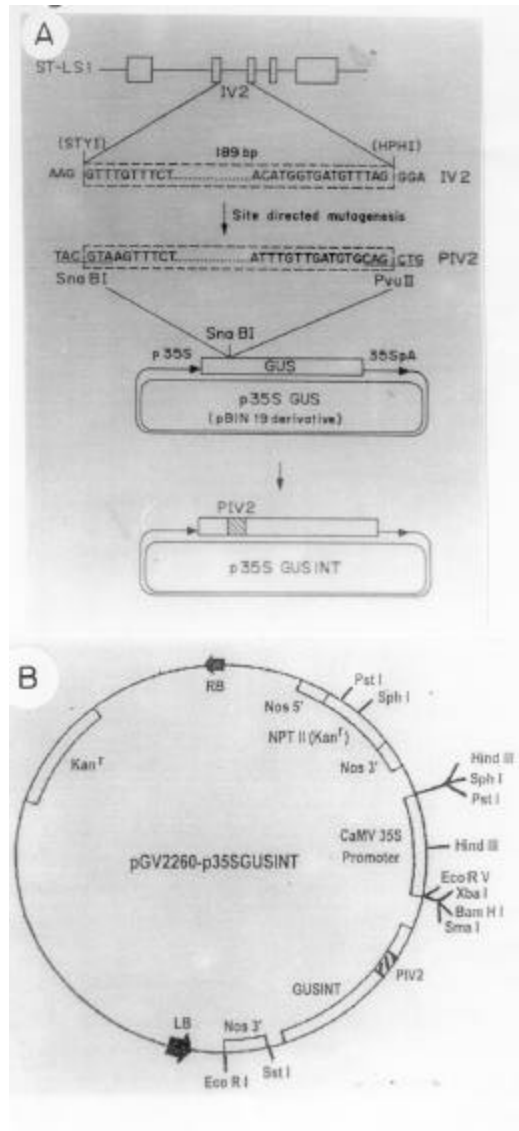 A
ST-LS1
IV2
(STYI) (HPHI)
189bp
AAG GTTTGTTTCT............ACATGGTGATGTTTAG GGA IV2
Site directed mutagenesis
TAC GTAAGTTTCT............ATTTGTTGATGTGCAG CTG PIV2
Sna BI Pvu II
Sna BI
p 35S GUS 35SpA
p35S GUS
(pBIN 19 derivative)
PIV2
p35S GUSINT
B
RB
Pst I
Sph I
Nos 5'
NPT II (Kanr)
Nos 3'
Kanr
Hind III
Sph I
Pst I
CaMV 35S
Promoter
Hind III
pGV2260-p35SGUSINT
EcoR V
Xba I
Bam H I
Sma I
PIV2
GUSINT
LB
Nos 3'
Sst I
Eco R I